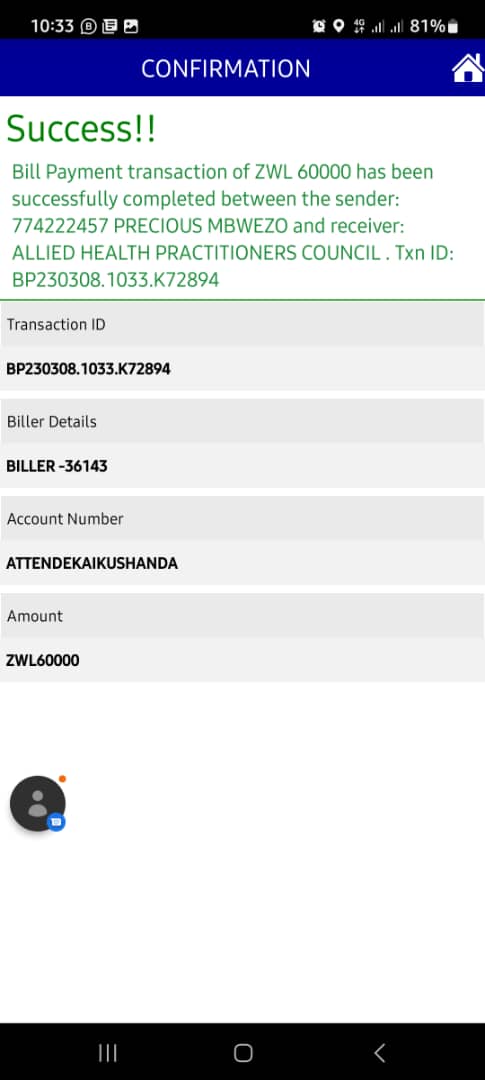 10:33 B 4G 81%
CONFIRMATION
Success!!
Bill Payment transaction of ZWL 60000 has been
successfully completed between the sender:
774222457 PRECIOUS MBWEZO and receiver:
ALLIED HEALTH PRACTITIONERS COUNCIL . Txn ID:
BP230308.1033.K72894
Transaction ID
BP230308.1033.K72894
Biller Details
BILLER -36143
Account Number
ATTENDEKAIKUSHANDA
Amount
ZWL60000